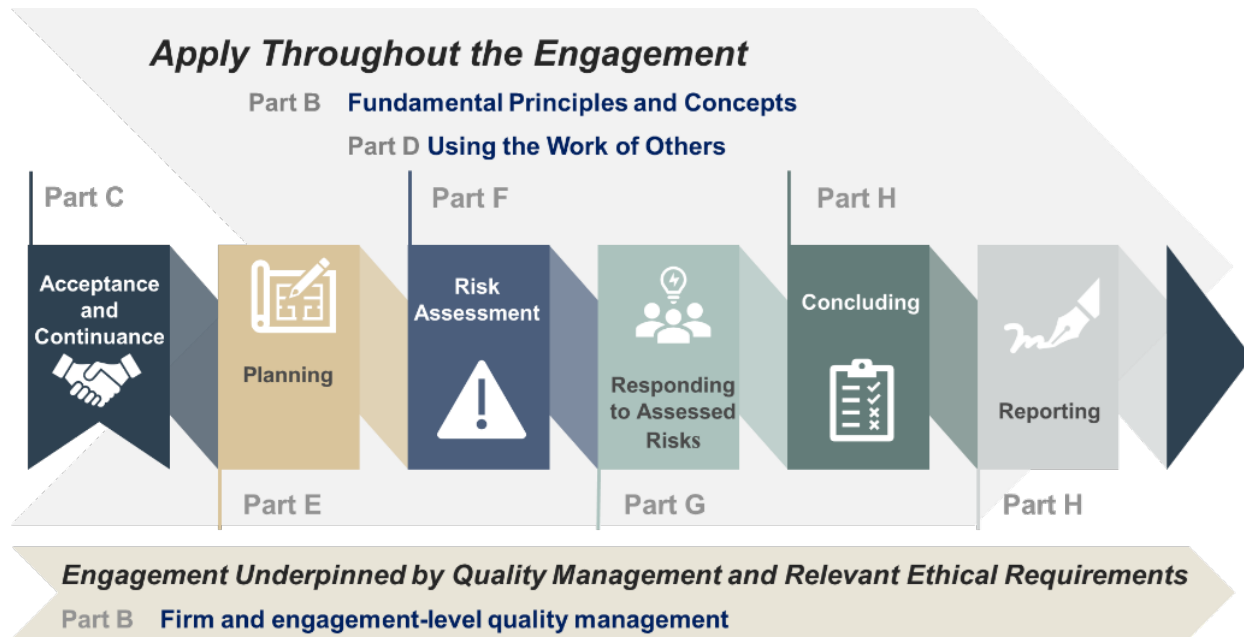 Apply Throughout the Engagement
Part B Fundamental Principles and Concepts
Part D Using the Work of Others
Part C
Part F
Part H
Acceptance
and
Continuance
Planning
Risk
Assessment
Responding
to Assessed
Risks
Concluding
Reporting
Part E
Part G
Part H
Engagement Underpinned by Quality Management and Relevant Ethical Requirements
Part B Firm and engagement-level quality management